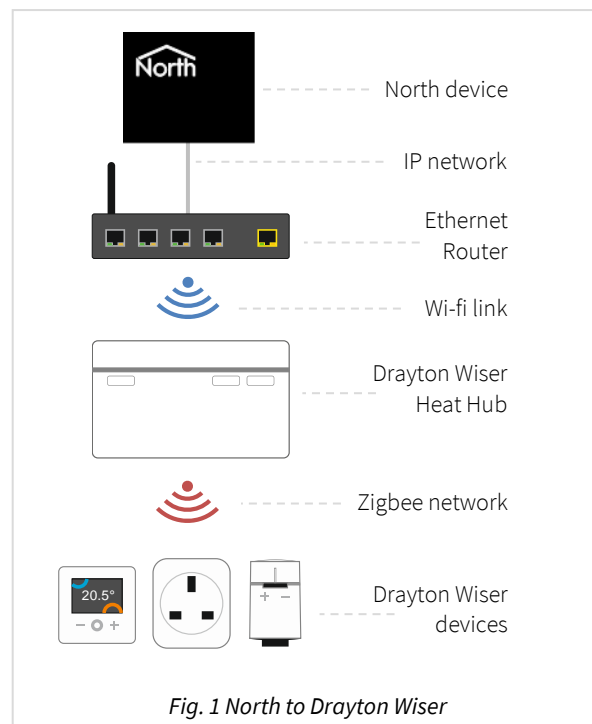 North
North device
IP network
Ethernet
Router
Wi-fi link
Drayton Wiser
Heat Hub
Zigbee network
20.5°
− +
+ −
Drayton Wiser
devices
Fig. 1 North to Drayton Wiser